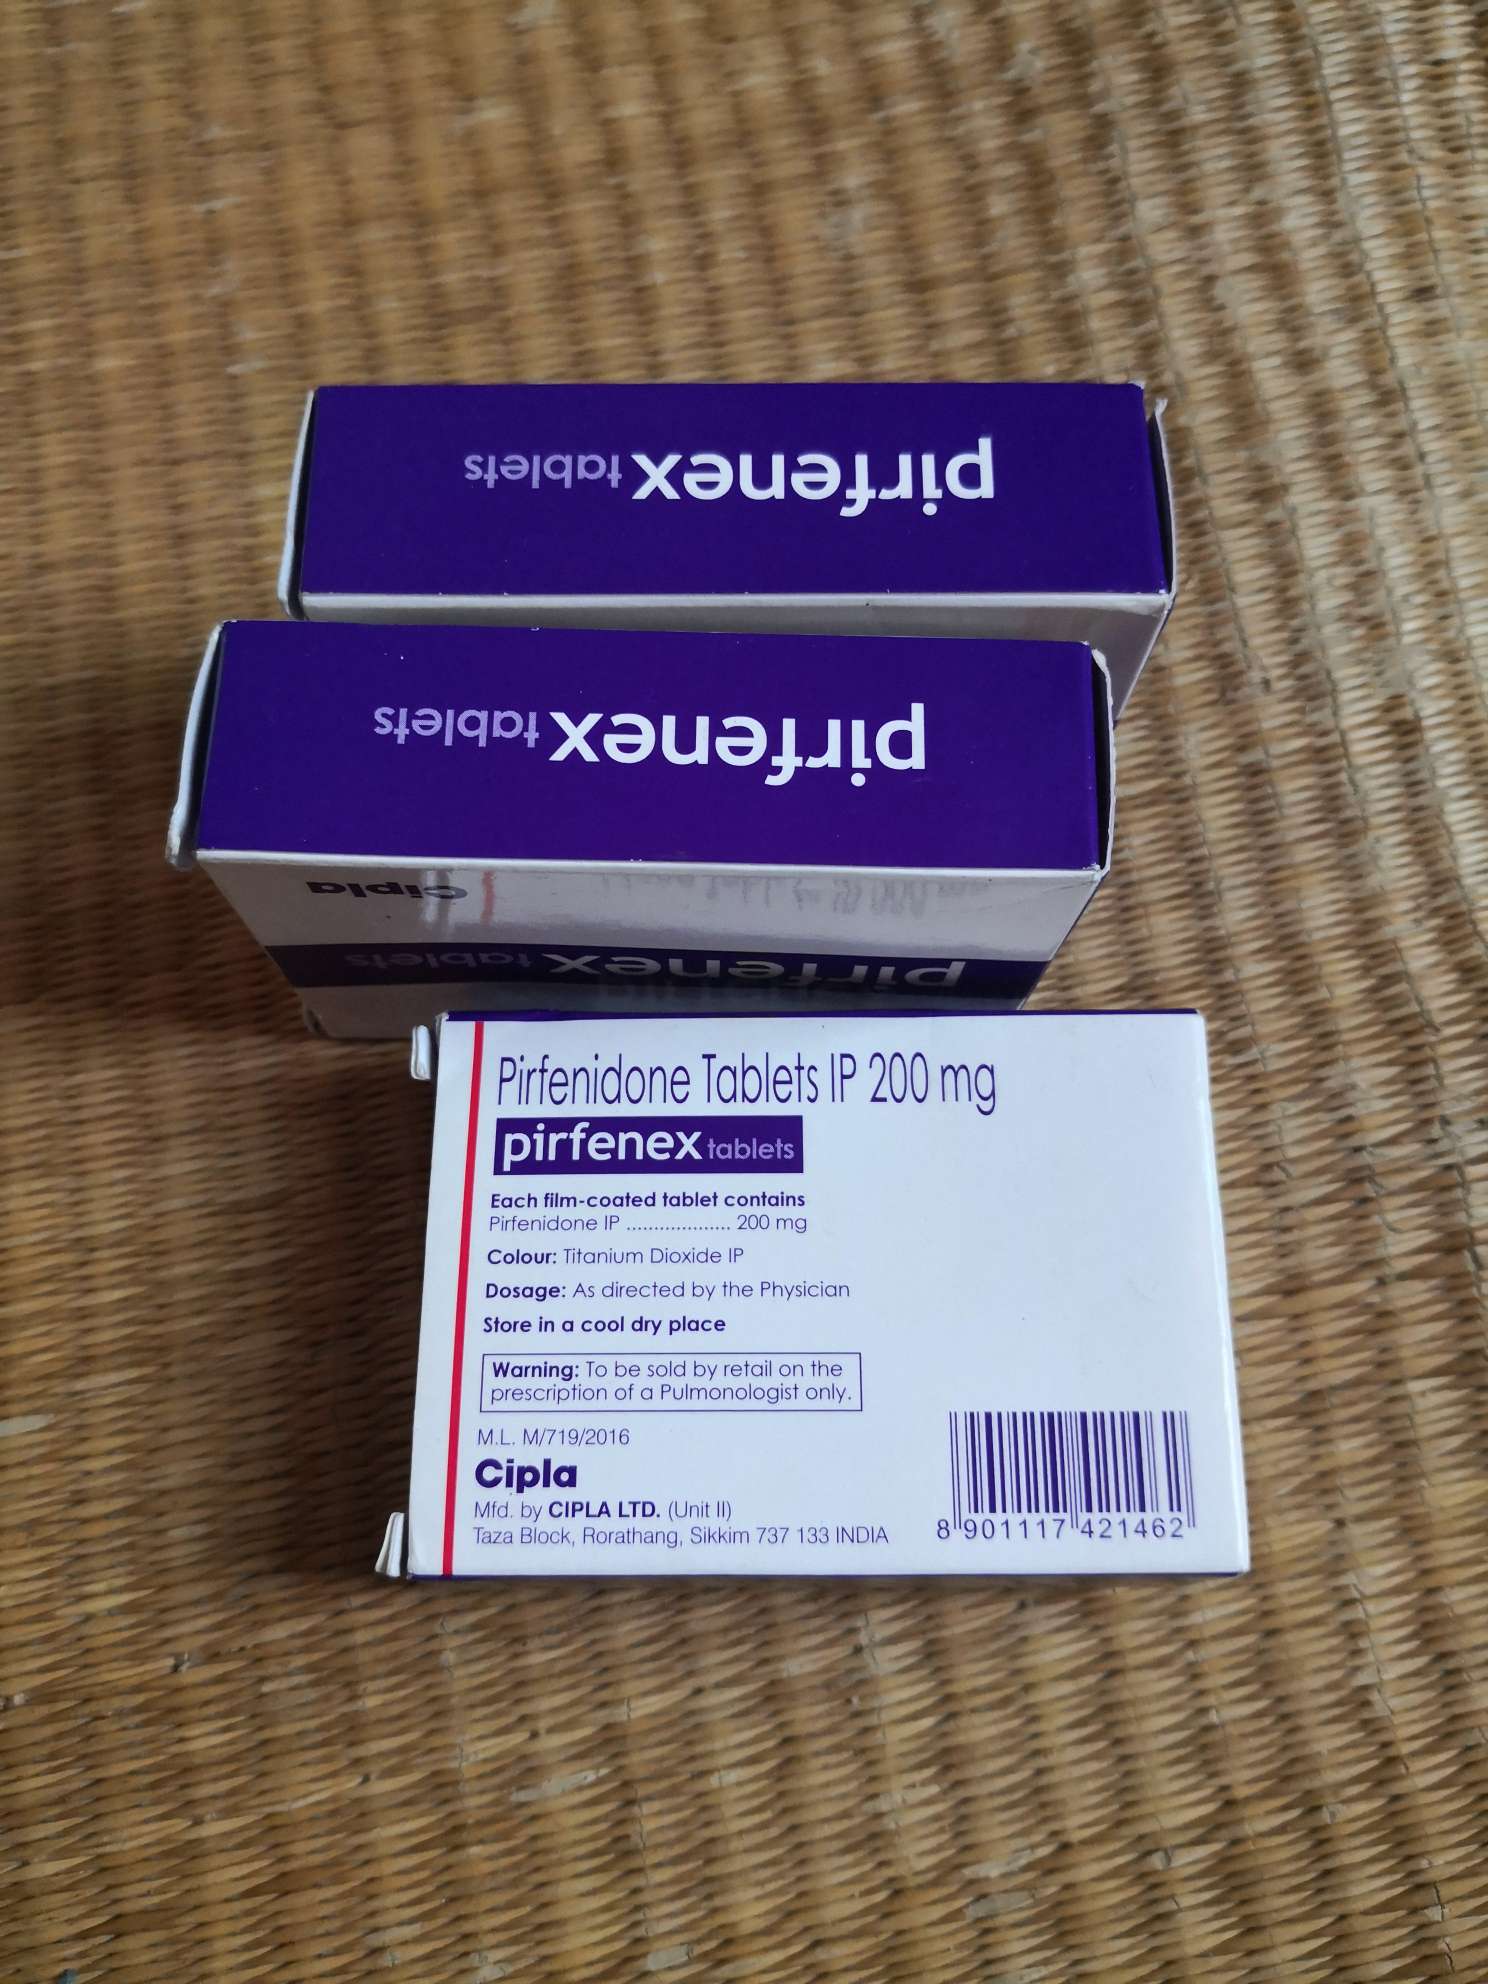 pirfenex tablets
pirfenex tablets
Cipla
pirfenex tablets
Pirfenidone Tablets IP 200 mg
pirfenex tablets
Each film-coated tablet contains
Pirfenidone IP ................... 200 mg
Colour: Titanium Dioxide IP
Dosage: As directed by the Physician
Store in a cool dry place
Warning: To be sold by retail on the
prescription of a Pulmonologist only.
M.L. M/719/2016
Cipla
Mfd. by CIPLA LTD. (Unit II)
Taza Block, Rorathang, Sikkim 737 133 INDIA
8 901117 421462